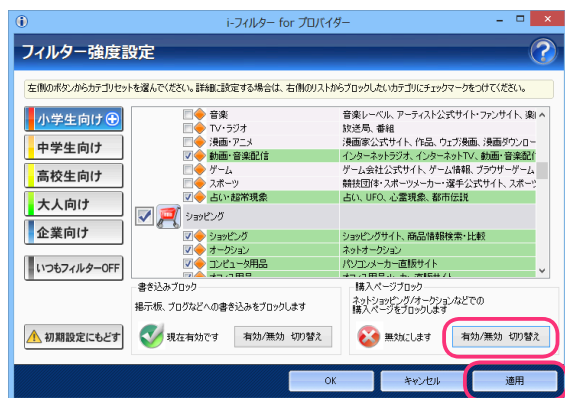 i-フィルター for プロバイダー
フィルター強度設定
左側のボタンからカテゴリセットを選んでください。詳細に設定する場合は、右側のリストからブロックしたいカテゴリにチェックマークをつけてください。
小学生向け
中学生向け
高校生向け
大人向け
企業向け
いつもフィルターOFF
初期設定にもどす
音楽 音楽レーベル、アーティスト公式サイト・ファンサイト、楽
TV・ラジオ 放送局、番組
漫画・アニメ 漫画家公式サイト、作品、ウェブ漫画、漫画ダウンロー
動画・音楽配信 インターネットラジオ、インターネットTV、動画・音楽配信
ゲーム ゲーム会社公式サイト、ゲーム情報、ブラウザーゲーム
スポーツ 競技団体・スポーツメーカー・選手公式サイト、スポーツ
占い・超常現象 占い、UFO、心霊現象、都市伝説
ショッピング
ショッピング ショッピングサイト、商品情報検索・比較
オークション ネットオークション
コンピュータ用品 パソコンメーカー直販サイト
書き込みブロック
掲示板、ブログなどへの書き込みをブロックします
現在有効です 有効/無効 切り替え
購入ページブロック
ネットショッピング/オークションなどでの
購入ページをブロックします
無効にします 有効/無効 切り替え
OK キャンセル 適用